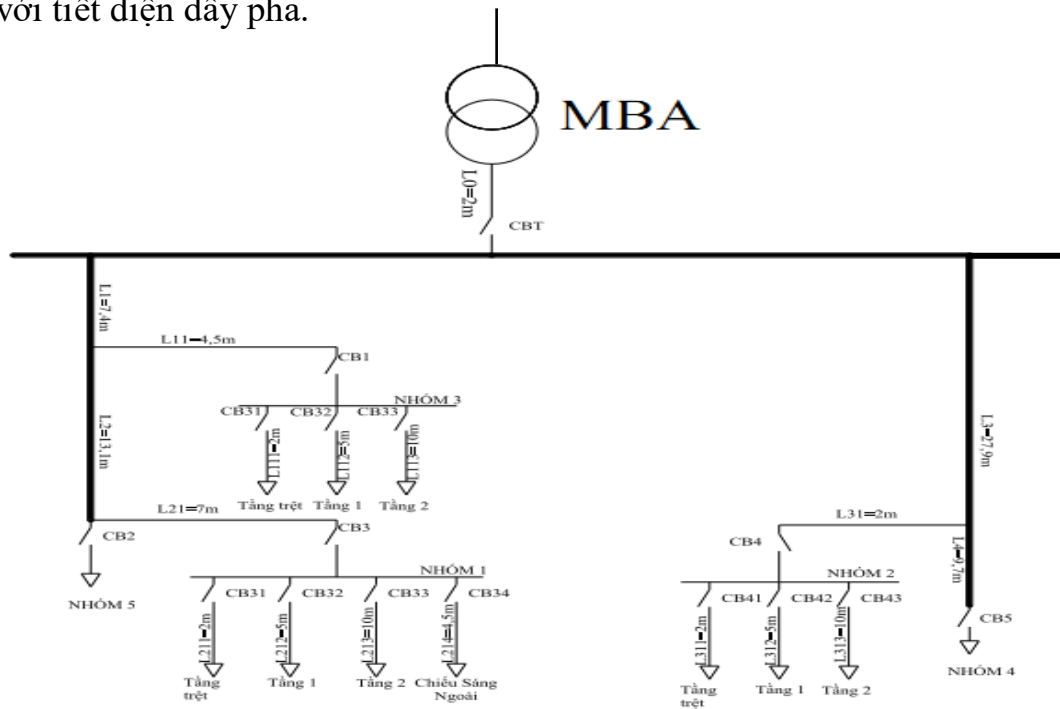 với tiết diện dây pha.
MBA
L0=2m
CBT
L1=7,4m
L11=4,5m
CB1
NHÓM 3
CB31 CB32 CB33
L111=2m
L112=5m
L113=10m
Tầng trệt Tầng 1 Tầng 2
L2=13,1m
L21=7m
CB2
CB3
NHÓM 5
NHÓM 1
CB31 CB32 CB33 CB34
L211=2m
L212=5m
L213=10m
L214=4,5m
Tầng
trệt
Tầng 1
Tầng 2
Chiếu Sáng
Ngoài
L3=27,9m
L31=2m
CB4
L4=9,7m
NHÓM 2
CB41 CB42 CB43
CB5
L311=2m
L312=5m
L313=10m
NHÓM 4
Tầng
trệt
Tầng 1 Tầng 2